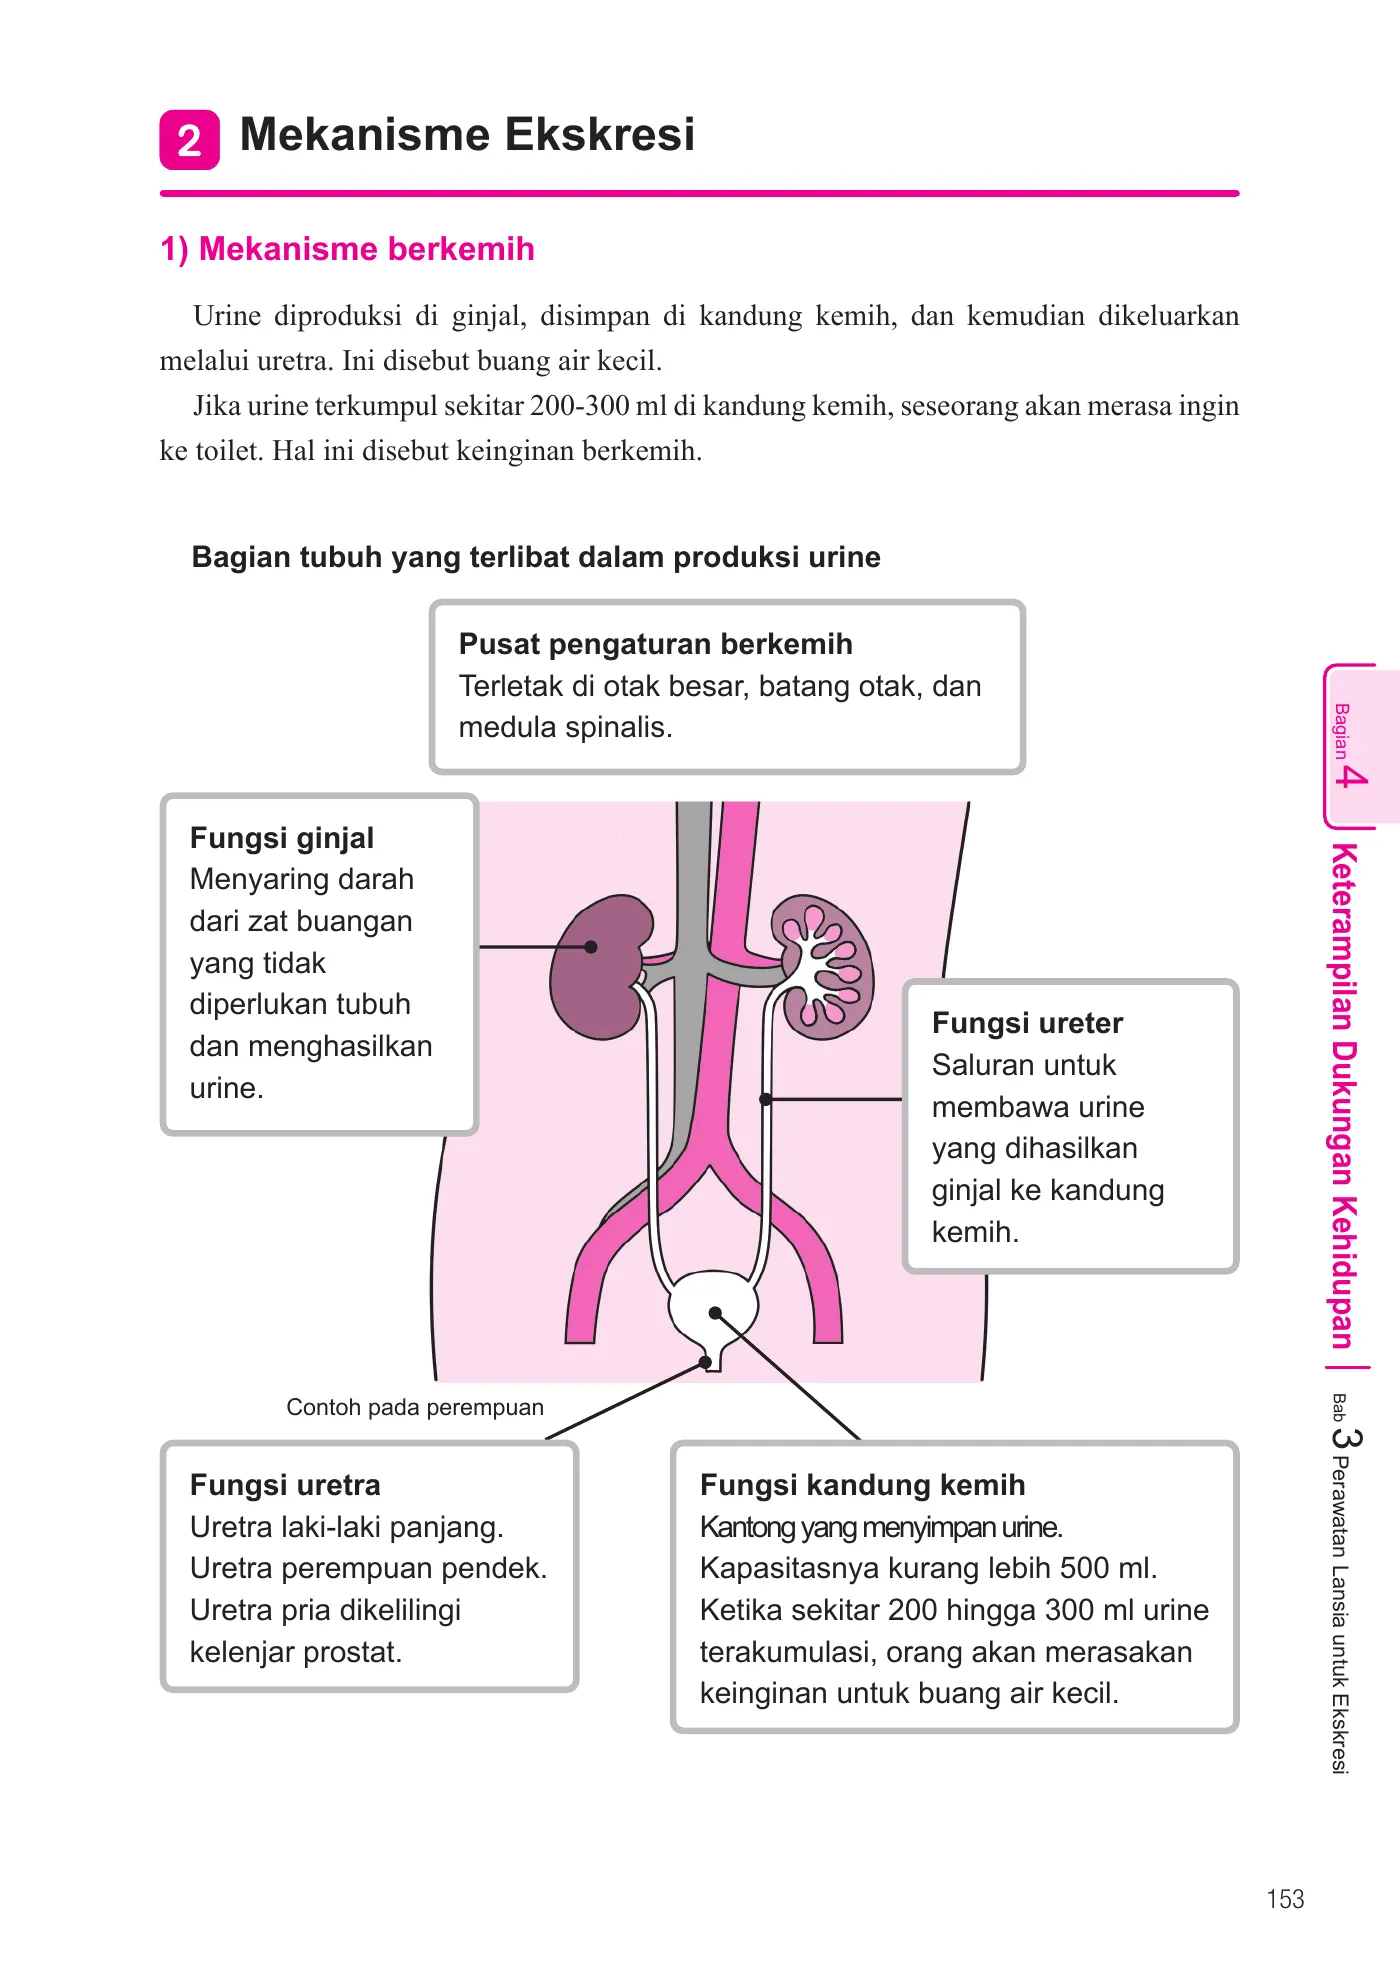 2 Mekanisme Ekskresi
1) Mekanisme berkemih
Urine diproduksi di ginjal, disimpan di kandung kemih, dan kemudian dikeluarkan
melalui uretra. Ini disebut buang air kecil.
Jika urine terkumpul sekitar 200-300 ml di kandung kemih, seseorang akan merasa ingin
ke toilet. Hal ini disebut keinginan berkemih.
Bagian tubuh yang terlibat dalam produksi urine
Pusat pengaturan berkemih
Terletak di otak besar, batang otak, dan
medula spinalis.
Fungsi ginjal
Menyaring darah
dari zat buangan
yang tidak
diperlukan tubuh
dan menghasilkan
urine.
Fungsi ureter
Saluran untuk
membawa urine
yang dihasilkan
ginjal ke kandung
kemih.
Contoh pada perempuan
Fungsi uretra
Uretra laki-laki panjang.
Uretra perempuan pendek.
Uretra pria dikelilingi
kelenjar prostat.
Fungsi kandung kemih
Kantong yang menyimpan urine.
Kapasitasnya kurang lebih 500 ml.
Ketika sekitar 200 hingga 300 ml urine
terakumulasi, orang akan merasakan
keinginan untuk buang air kecil.
Bagian 4 Keterampilan Dukungan Kehidupan
Bab 3 Perawatan Lansia untuk Ekskresi
153